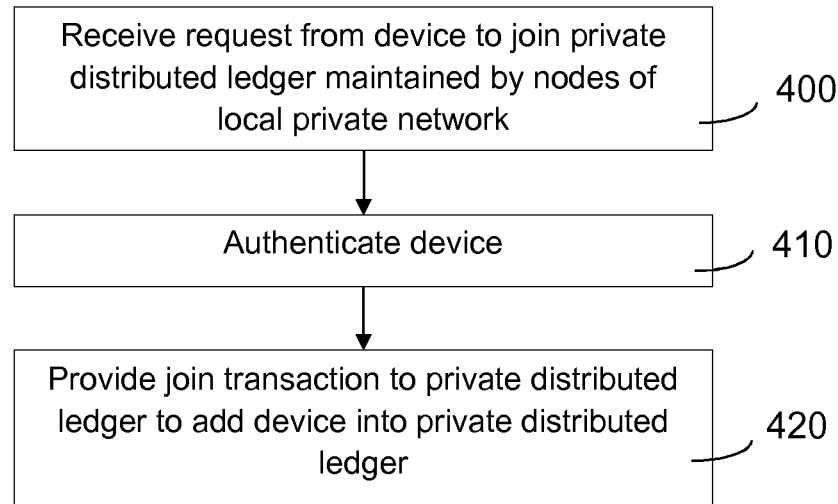 Receive request from device to join private
distributed ledger maintained by nodes of
local private network
400
Authenticate device
410
Provide join transaction to private distributed
ledger to add device into private distributed
ledger
420